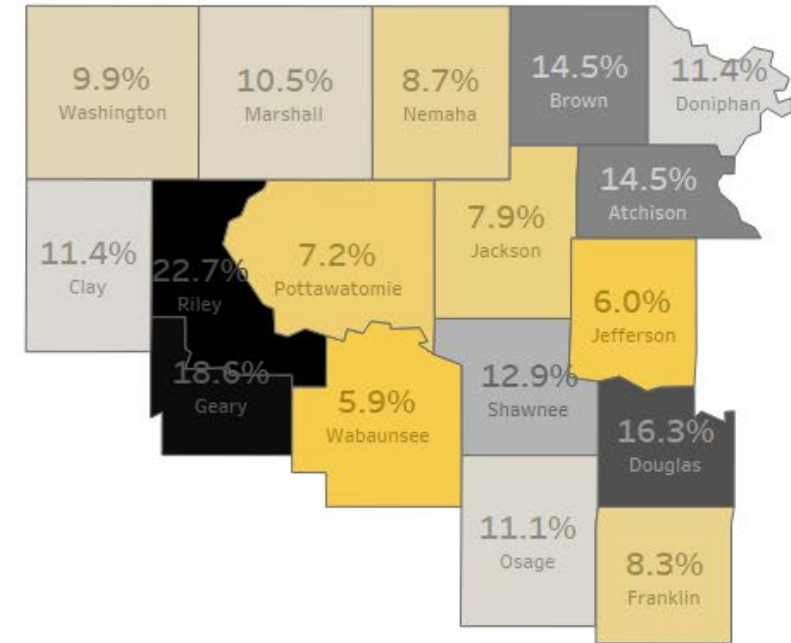 9.9%
Washington
10.5%
Marshall
8.7%
Nemaha
14.5%
Brown
11.4%
Doniphan
14.5%
Atchison
11.4%
Clay
22.7%
Riley
7.2%
Pottawatomie
7.9%
Jackson
6.0%
Jefferson
18.6%
Geary
5.9%
Wabaunsee
12.9%
Shawnee
16.3%
Douglas
11.1%
Osage
8.3%
Franklin